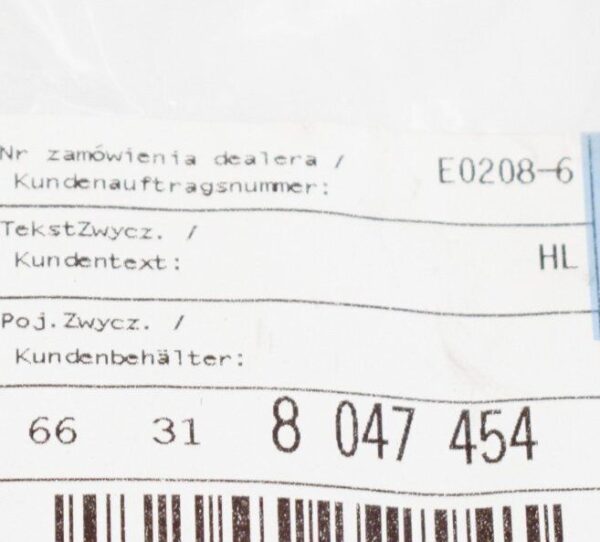 Nr zamówienia dealera / E0208-6
Kundenauftragsnummer:
TekstZwycz. /
Kundentext: HL
Poj.Zwycz. /
Kundenbehälter:
66 31 8 047 454